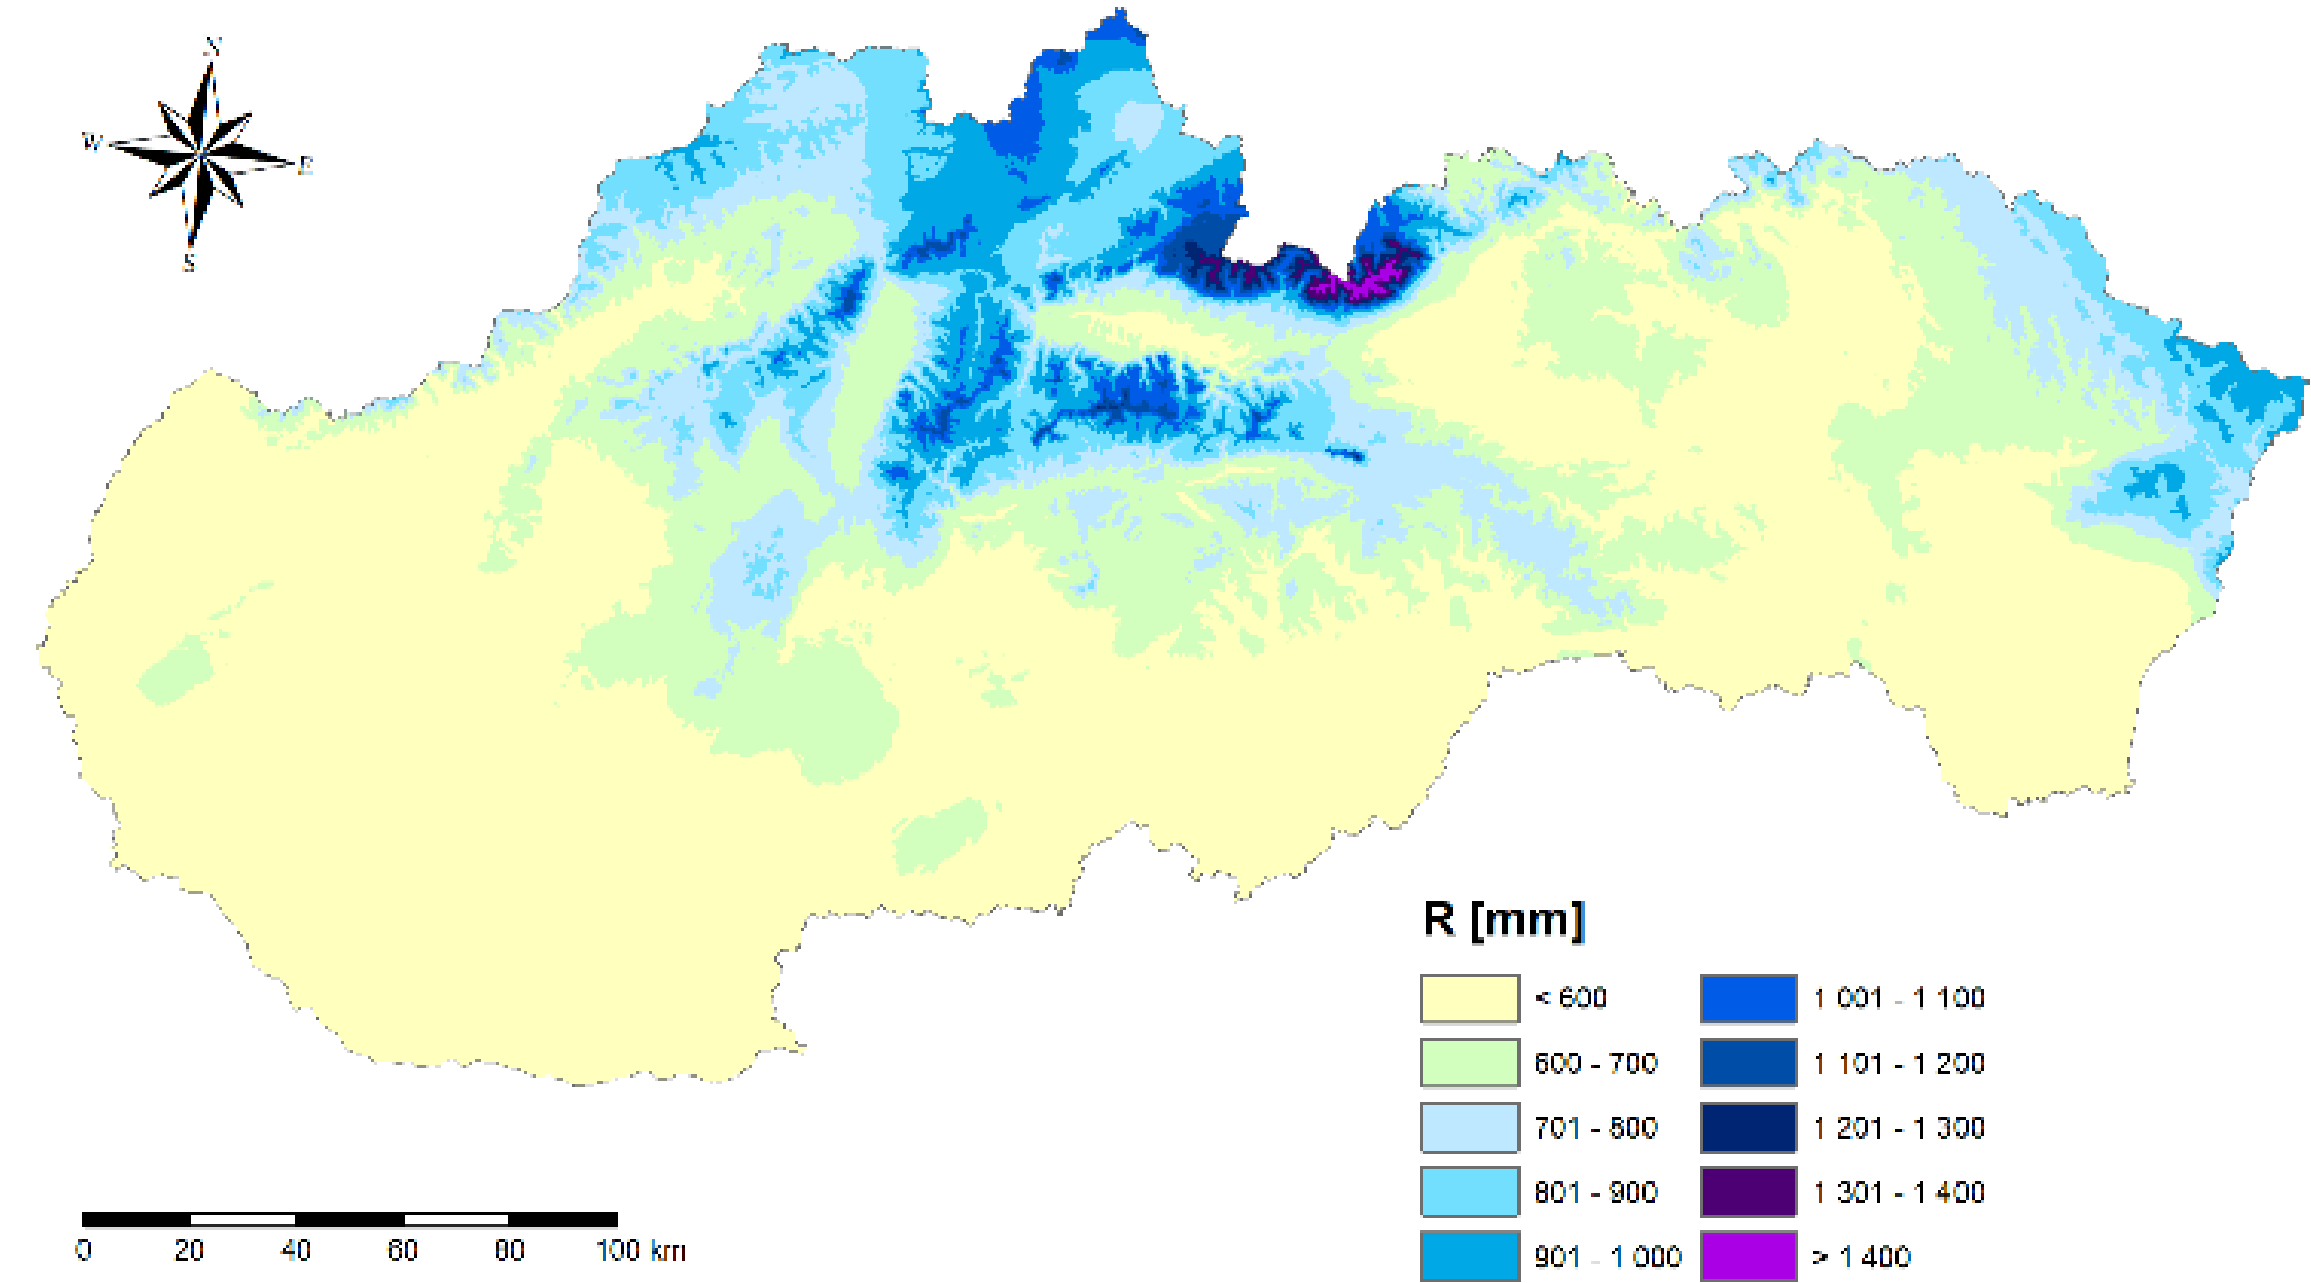 N
W
E
S
R [mm]
< 600
600 - 700
701 - 800
801 - 900
901 - 1 000
1 001 - 1 100
1 101 - 1 200
1 201 - 1 300
1 301 - 1 400
> 1 400
0 20 40 60 80 100 km